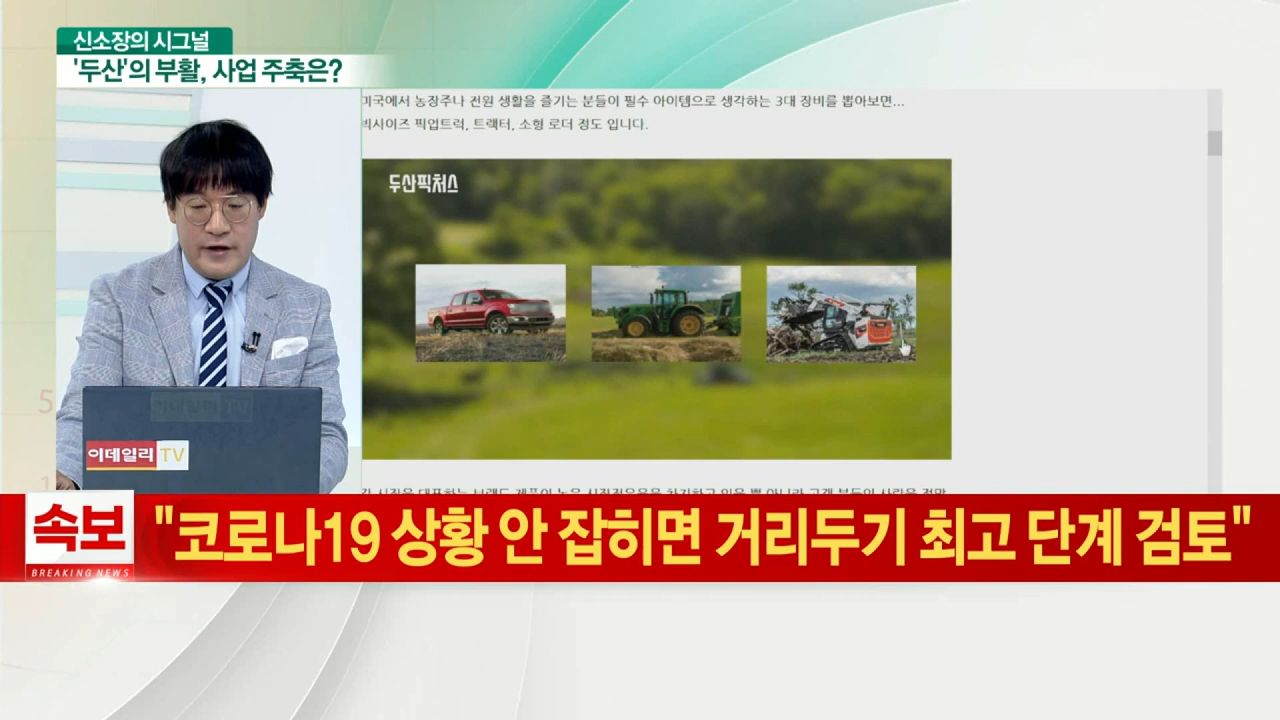 신소장의 시그널
'두산'의 부활, 사업 주축은?
미국에서 농장주나 전원 생활을 즐기는 분들이 필수 아이템으로 생각하는 3대 장비를 뽑아보면...
빅사이즈 픽업트럭, 트랙터, 소형 로더 정도 입니다.
두산픽처스
이데일리 TV
속보
BREAKING NEWS
"코로나19 상황 안 잡히면 거리두기 최고 단계 검토"